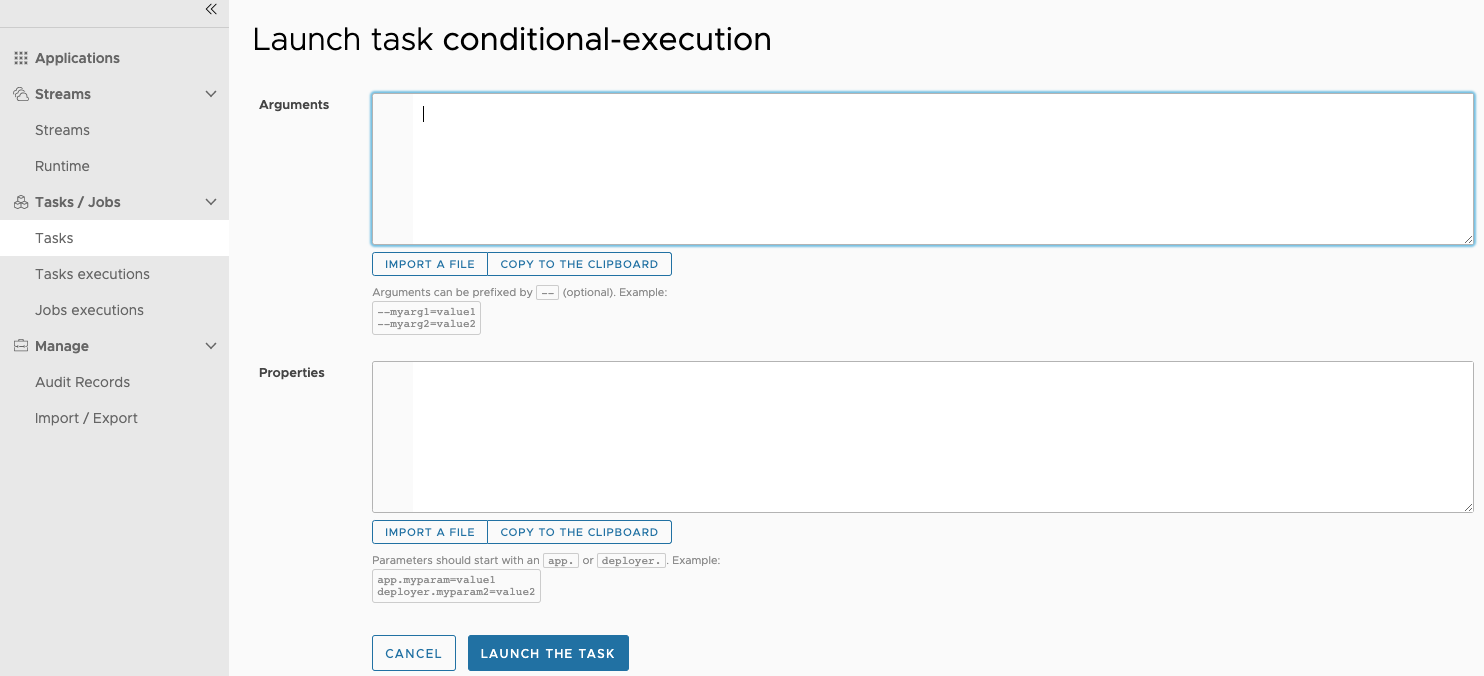 Applications
Streams
Streams
Runtime
Tasks / Jobs
Tasks
Tasks executions
Jobs executions
Manage
Audit Records
Import / Export
Launch task conditional-execution
Arguments
IMPORT A FILE COPY TO THE CLIPBOARD
Arguments can be prefixed by -- (optional). Example:
--myarg1=value1
--myarg2=value2
Properties
IMPORT A FILE COPY TO THE CLIPBOARD
Parameters should start with an app. or deployer. . Example:
app.myparam=value1
deployer.myparam2=value2
CANCEL LAUNCH THE TASK